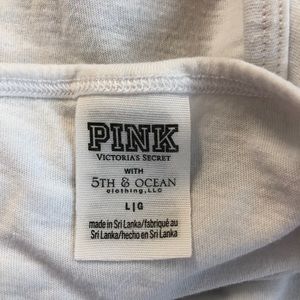 PINK
VICTORIA'S SECRET
WITH
5TH & OCEAN
clothing, LLC
L|G
made in Sri Lanka/fabriqué au
Sri Lanka/hecho en Sri Lanka